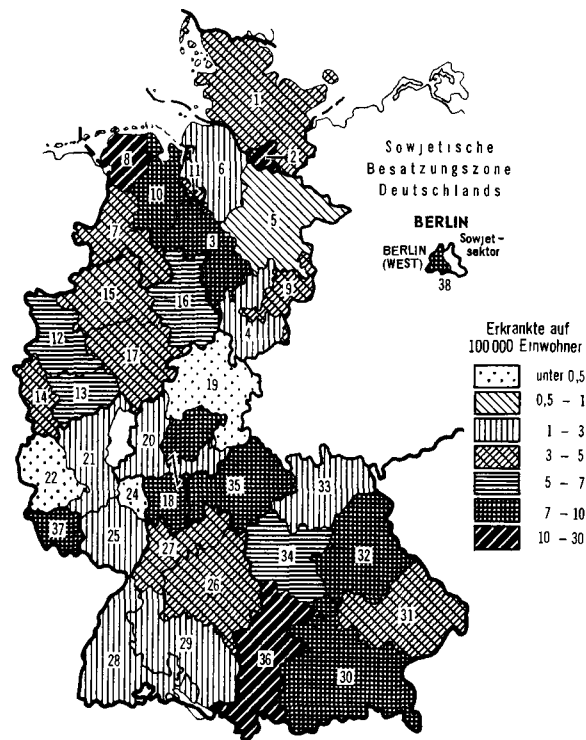 1
8
2
11
6
Sowjetische
Besatzungszone
Deutschlands
10
5
BERLIN
7
3
BERLIN
(WEST)
Sowjet-
sektor
38
15
16
9
12
4
17
Erkrankte auf
100 000 Einwohner
14
13
19
unter 0,5
0,5 – 1
20
1 – 3
21
3 – 5
22
24
18
35
33
5 – 7
37
7 – 10
25
27
34
32
10 – 30
26
31
28
29
36
30